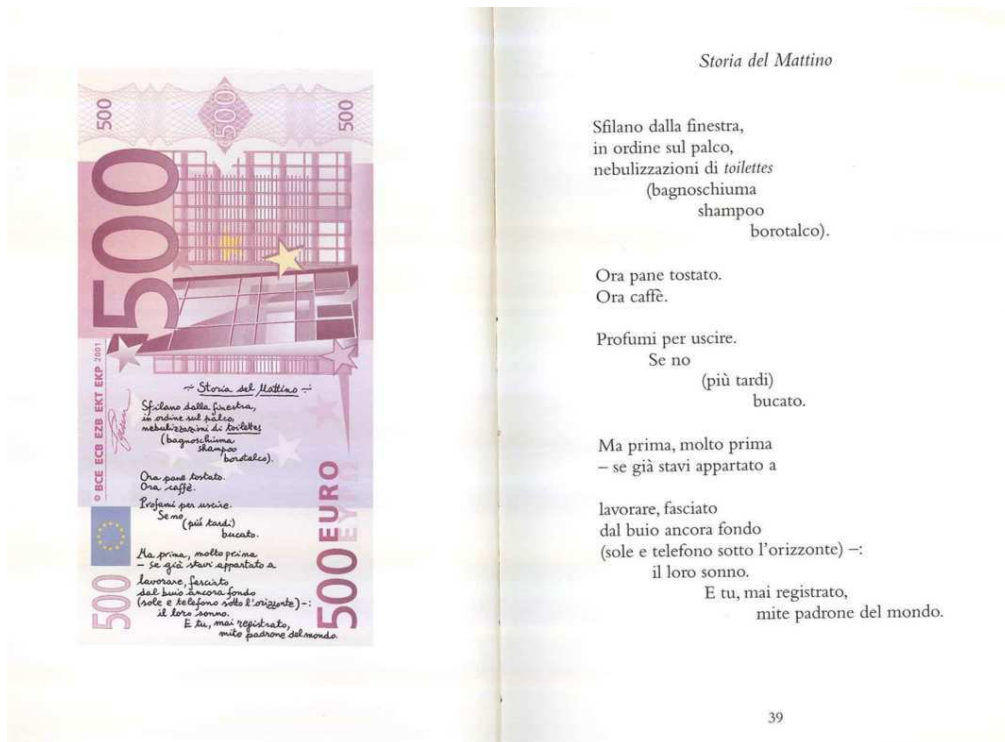 500
500
500
500
© BCE ECB EZB EKT EKP 2001
÷ Storia del Mattino ÷
Sfilano dalla finestra,
in ordine sul palco,
nebulizzazioni di toilettes
(bagnoschiuma
shampoo
borotalco).
Ora pane tostato.
Ora caffè.
Profumi per uscire.
Se no
(più tardi)
bucato.
Ma prima, molto prima
– se già stavi appartato a
lavorare, fasciato
dal buio ancora fondo
(sole e telefono sotto l'orizzonte) –:
il loro sonno.
E tu, mai registrato,
mite padrone del mondo.
500
500 EURO
ΕΥΡΩ
Storia del Mattino
Sfilano dalla finestra,
in ordine sul palco,
nebulizzazioni di toilettes
(bagnoschiuma
shampoo
borotalco).
Ora pane tostato.
Ora caffè.
Profumi per uscire.
Se no
(più tardi)
bucato.
Ma prima, molto prima
– se già stavi appartato a
lavorare, fasciato
dal buio ancora fondo
(sole e telefono sotto l'orizzonte) –:
il loro sonno.
E tu, mai registrato,
mite padrone del mondo.
39